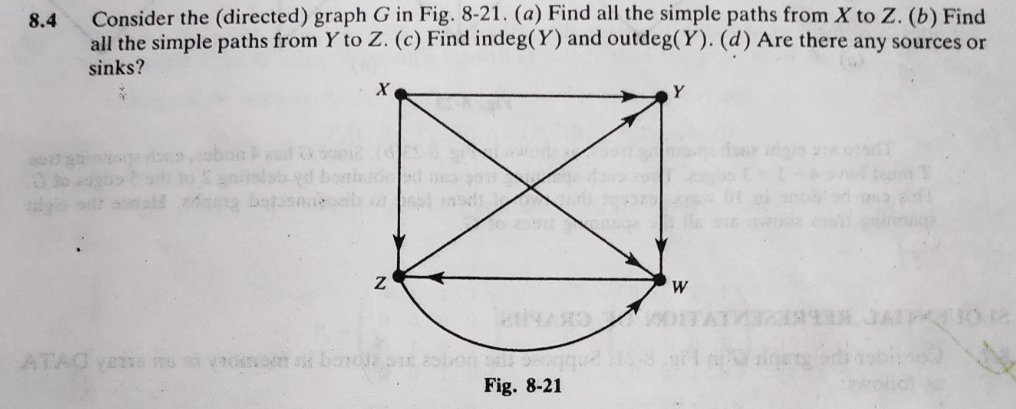 8.4 Consider the (directed) graph G in Fig. 8-21. (a) Find all the simple paths from X to Z. (b) Find
all the simple paths from Y to Z. (c) Find indeg(Y) and outdeg(Y). (d) Are there any sources or
sinks?
X
Y
Z
W
Fig. 8-21